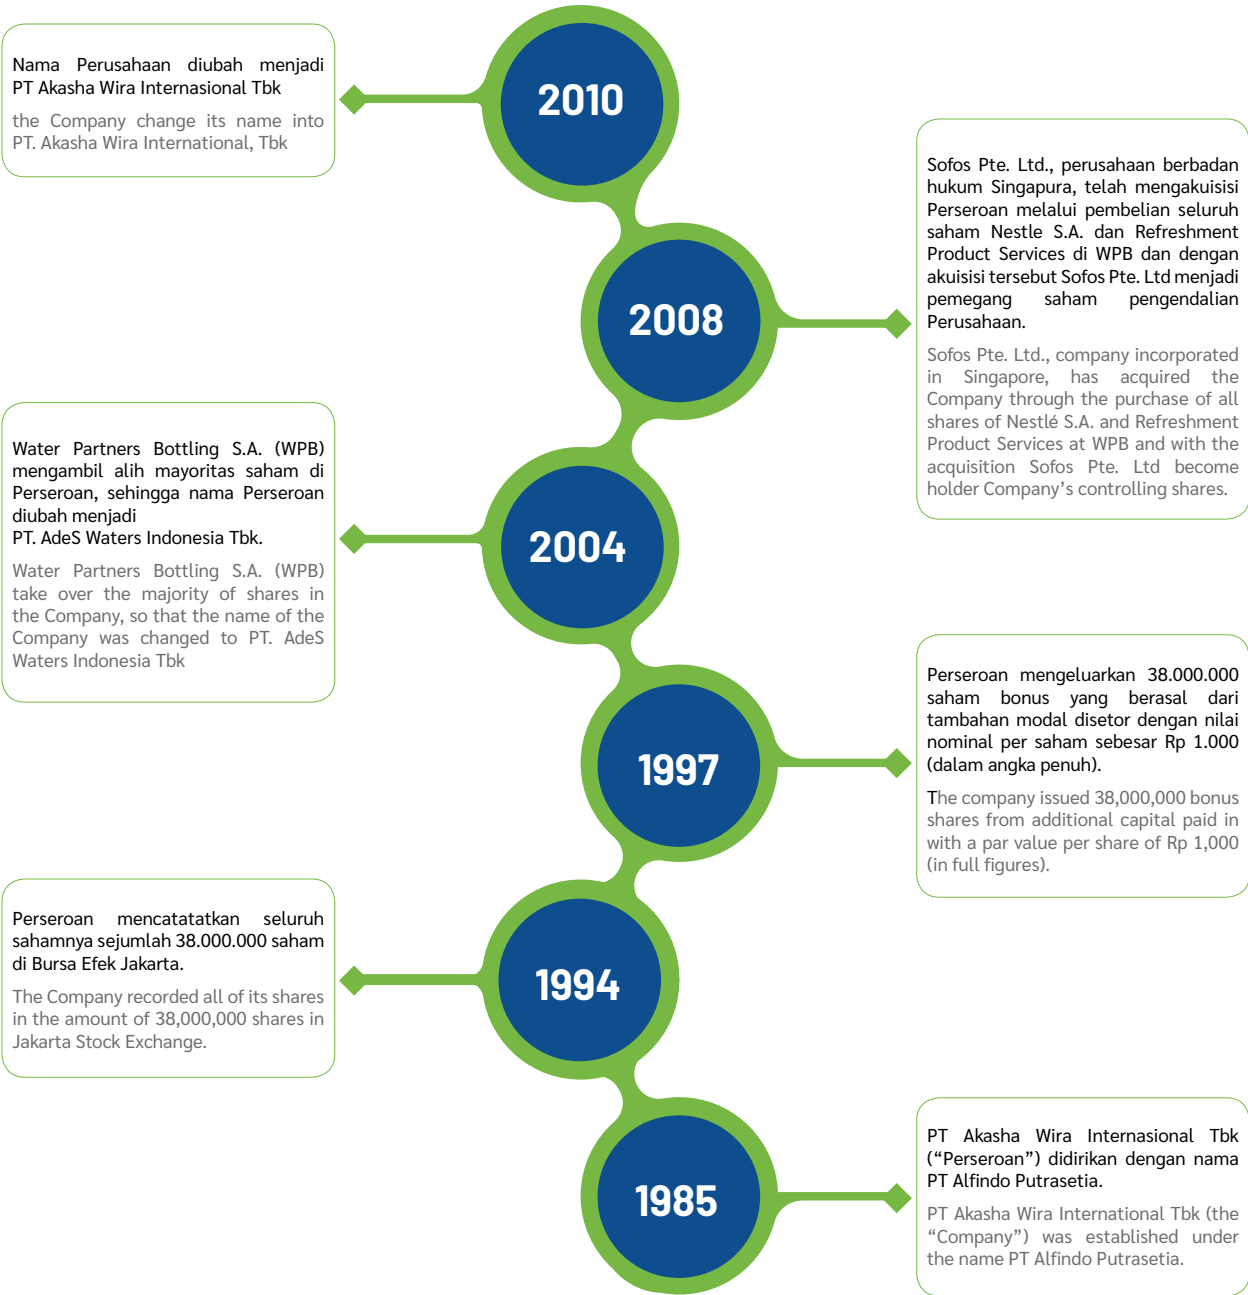 2010
Nama Perusahaan diubah menjadi
PT Akasha Wira Internasional Tbk
the Company change its name into
PT. Akasha Wira International, Tbk
2008
Sofos Pte. Ltd., perusahaan berbadan
hukum Singapura, telah mengakuisisi
Perseroan melalui pembelian seluruh
saham Nestle S.A. dan Refreshment
Product Services di WPB dan dengan
akuisisi tersebut Sofos Pte. Ltd menjadi
pemegang saham pengendalian
Perusahaan.
Sofos Pte. Ltd., company incorporated
in Singapore, has acquired the
Company through the purchase of all
shares of Nestlé S.A. and Refreshment
Product Services at WPB and with the
acquisition Sofos Pte. Ltd become
holder Company’s controlling shares.
2004
Water Partners Bottling S.A. (WPB)
mengambil alih mayoritas saham di
Perseroan, sehingga nama Perseroan
diubah menjadi
PT. AdeS Waters Indonesia Tbk.
Water Partners Bottling S.A. (WPB)
take over the majority of shares in
the Company, so that the name of the
Company was changed to PT. AdeS
Waters Indonesia Tbk
1997
Perseroan mengeluarkan 38.000.000
saham bonus yang berasal dari
tambahan modal disetor dengan nilai
nominal per saham sebesar Rp 1.000
(dalam angka penuh).
The company issued 38,000,000 bonus
shares from additional capital paid in
with a par value per share of Rp 1,000
(in full figures).
1994
Perseroan mencatatatkan seluruh
sahamnya sejumlah 38.000.000 saham
di Bursa Efek Jakarta.
The Company recorded all of its shares
in the amount of 38,000,000 shares in
Jakarta Stock Exchange.
1985
PT Akasha Wira Internasional Tbk
(“Perseroan”) didirikan dengan nama
PT Alfindo Putrasetia.
PT Akasha Wira International Tbk (the
“Company”) was established under
the name PT Alfindo Putrasetia.